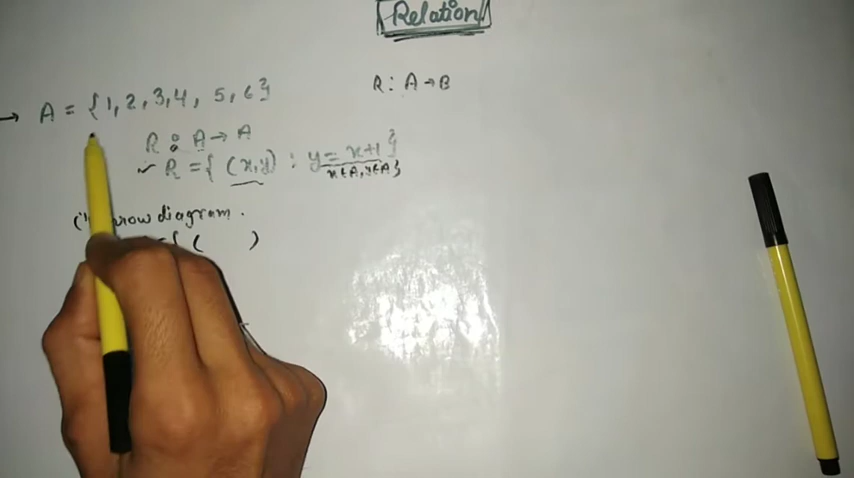 Relation
R : A → B
→ A = {1, 2, 3, 4, 5, 6}
R : A → A
R = { (x, y) : y = x+1 }
x ∈ A, y ∈ A }
row diagram.
{ ( )